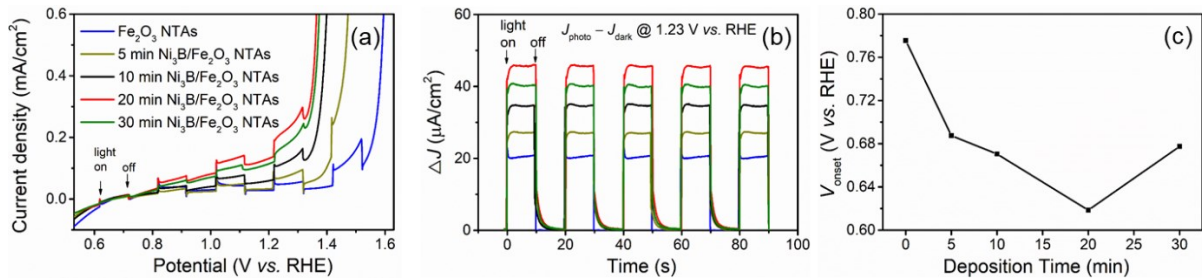 (a)
Fe₂O₃ NTAs
5 min Ni₃B/Fe₂O₃ NTAs
10 min Ni₃B/Fe₂O₃ NTAs
20 min Ni₃B/Fe₂O₃ NTAs
30 min Ni₃B/Fe₂O₃ NTAs
light
on
off
Current density (mA/cm²)
0.6
0.4
0.2
0.0
0.6 0.8 1.0 1.2 1.4 1.6
Potential (V vs. RHE)
light
on
off
J_photo – J_dark @ 1.23 V vs. RHE
(b)
△J (μA/cm²)
60
40
20
0
0 20 40 60 80 100
Time (s)
(c)
V_onset (V vs. RHE)
0.80
0.76
0.72
0.68
0.64
0.60
0 5 10 20 30
Deposition Time (min)